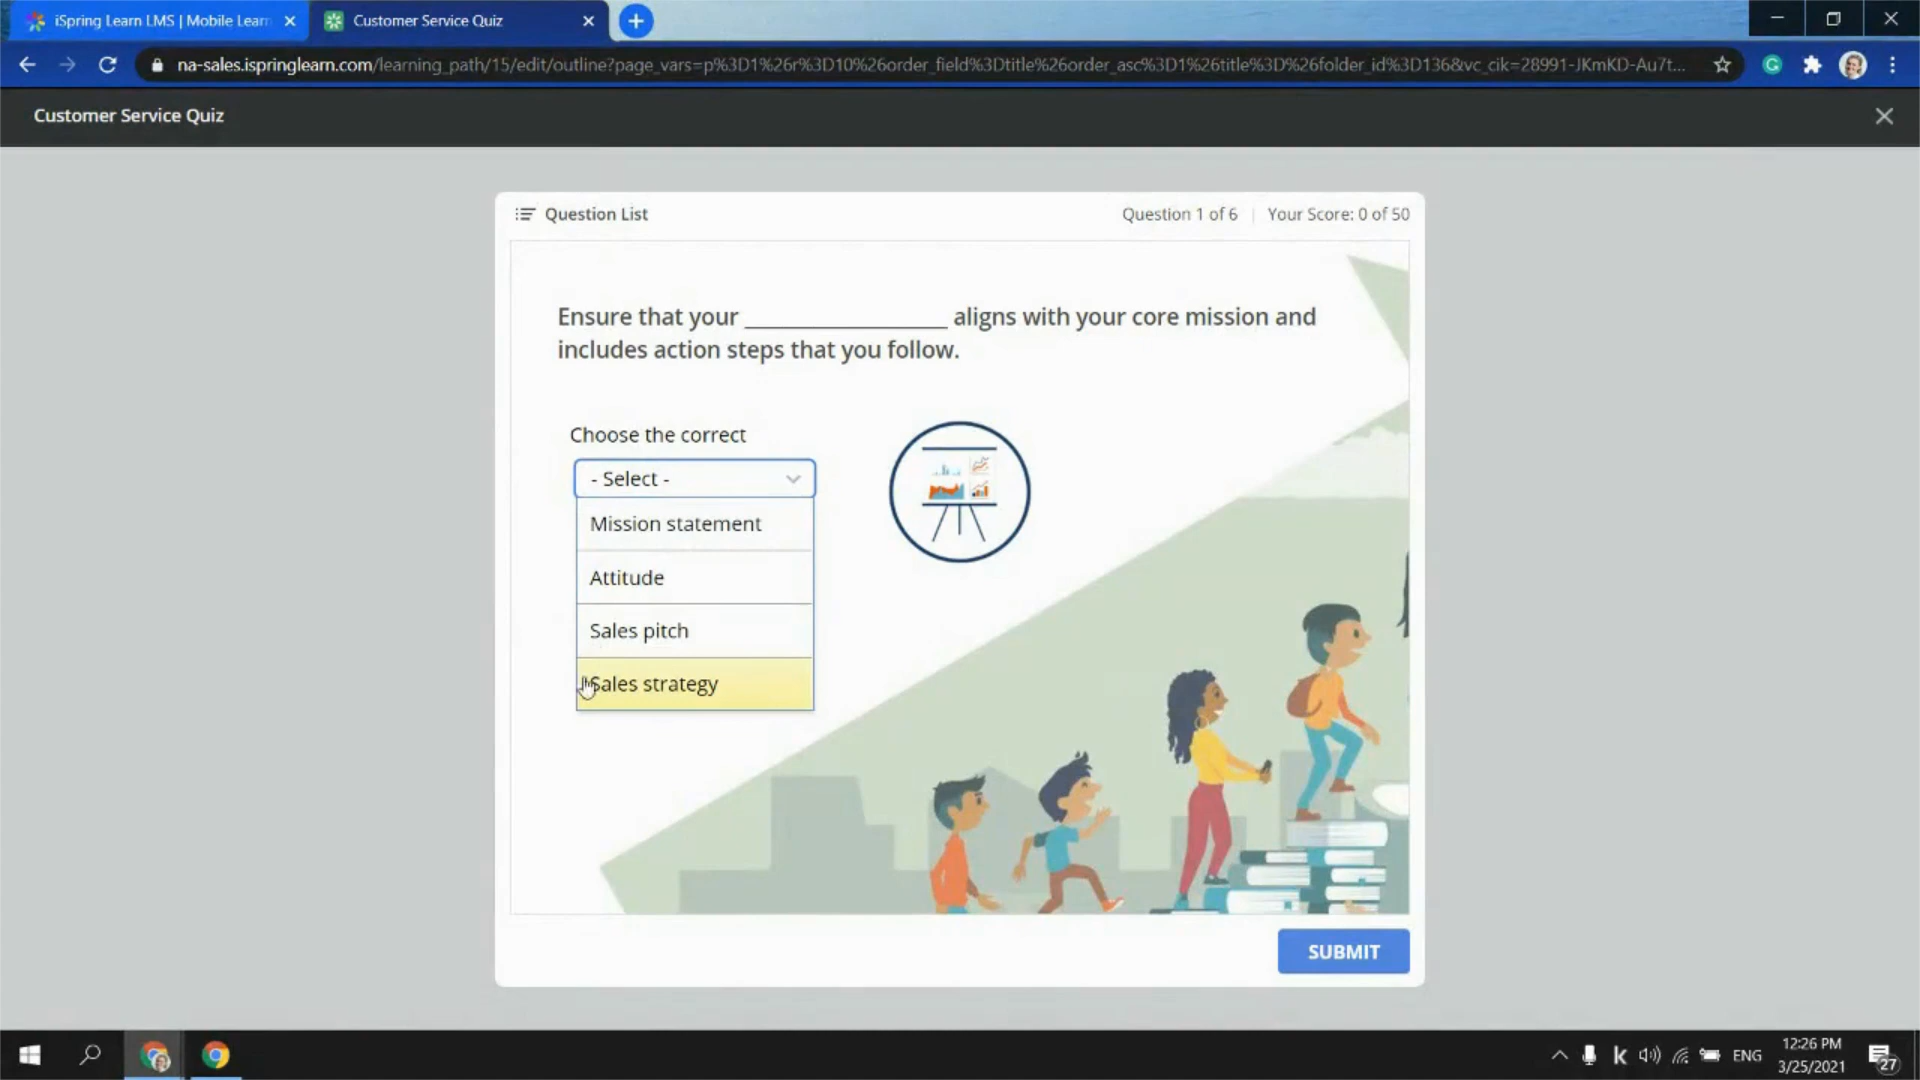 iSpring Learn LMS | Mobile Learn
Customer Service Quiz
na-sales.ispringlearn.com/learning_path/15/edit/outline?page_vars=p%3D1%26r%3D10%26order_field%3Dtitle%26order_asc%3D1%26title%3D%26folder_id%3D136&vc_cik=28991-JKmKD-Au7t...
Customer Service Quiz
Question List
Question 1 of 6 | Your Score: 0 of 50
Ensure that your _________________ aligns with your core mission and
includes action steps that you follow.
Choose the correct
- Select -
Mission statement
Attitude
Sales pitch
Sales strategy
SUBMIT
ENG
12:26 PM
3/25/2021
27